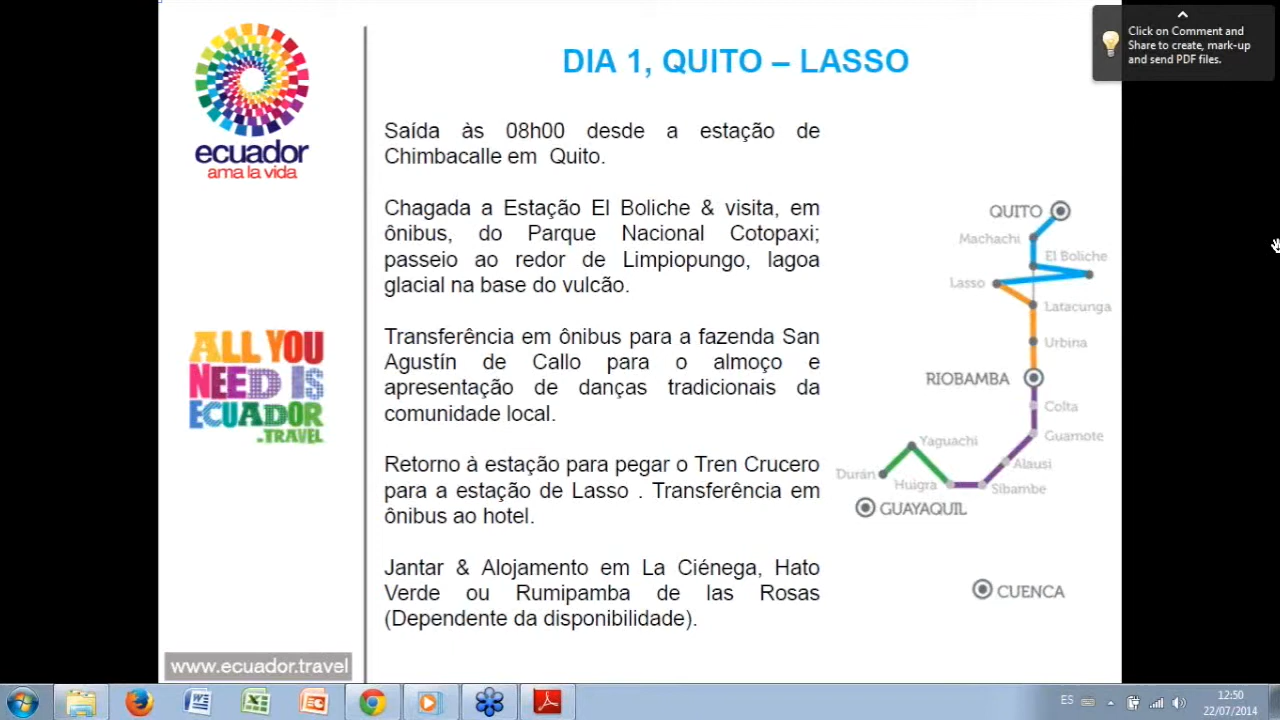 Click on Comment and
Share to create, mark-up
and send PDF files.
ecuador
ama la vida
DIA 1, QUITO – LASSO
Saída às 08h00 desde a estação de
Chimbacalle em Quito.
Chagada a Estação El Boliche & visita, em
ônibus, do Parque Nacional Cotopaxi;
passeio ao redor de Limpiopungo, lagoa
glacial na base do vulcão.
Transferência em ônibus para a fazenda San
Agustín de Callo para o almoço e
apresentação de danças tradicionais da
comunidade local.
Retorno à estação para pegar o Tren Crucero
para a estação de Lasso . Transferência em
ônibus ao hotel.
Jantar & Alojamento em La Ciénega, Hato
Verde ou Rumipamba de las Rosas
(Dependente da disponibilidade).
ALL YOU
NEED IS
ECUADOR
.TRAVEL
www.ecuador.travel
QUITO
Machachi
El Boliche
Lasso
Latacunga
Urbina
RIOBAMBA
Colta
Guamote
Yaguachi
Alausi
Durán
Huigra
Sibambe
GUAYAQUIL
CUENCA
ES
12:50
22/07/2014